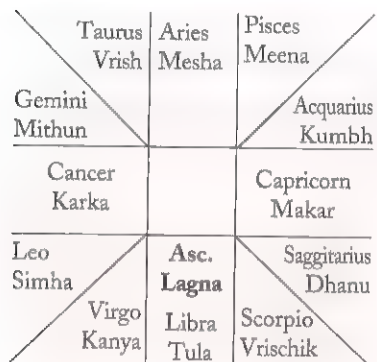 Taurus
Vrish
Aries
Mesha
Pisces
Meena
Gemini
Mithun
Acquarius
Kumbh
Cancer
Karka
Capricorn
Makar
Leo
Simha
Asc.
Lagna
Saggitarius
Dhanu
Virgo
Kanya
Libra
Tula
Scorpio
Vrischik